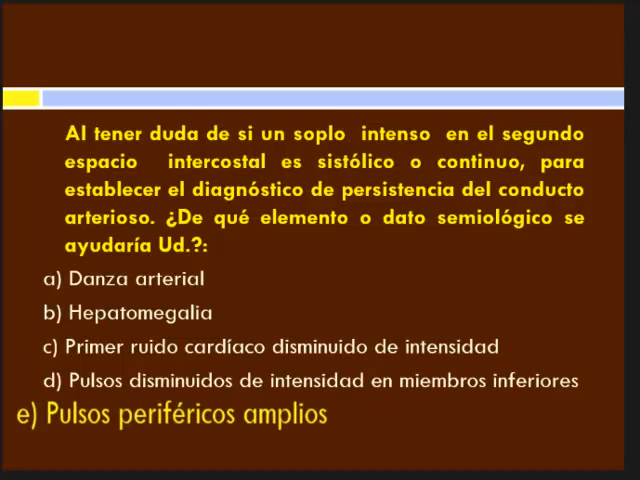 Al tener duda de si un soplo intenso en el segundo
espacio intercostal es sistólico o continuo, para
establecer el diagnóstico de persistencia del conducto
arterioso. ¿De qué elemento o dato semiológico se
ayudaría Ud.?:
a) Danza arterial
b) Hepatomegalia
c) Primer ruido cardíaco disminuido de intensidad
d) Pulsos disminuidos de intensidad en miembros inferiores
e) Pulsos periféricos amplios